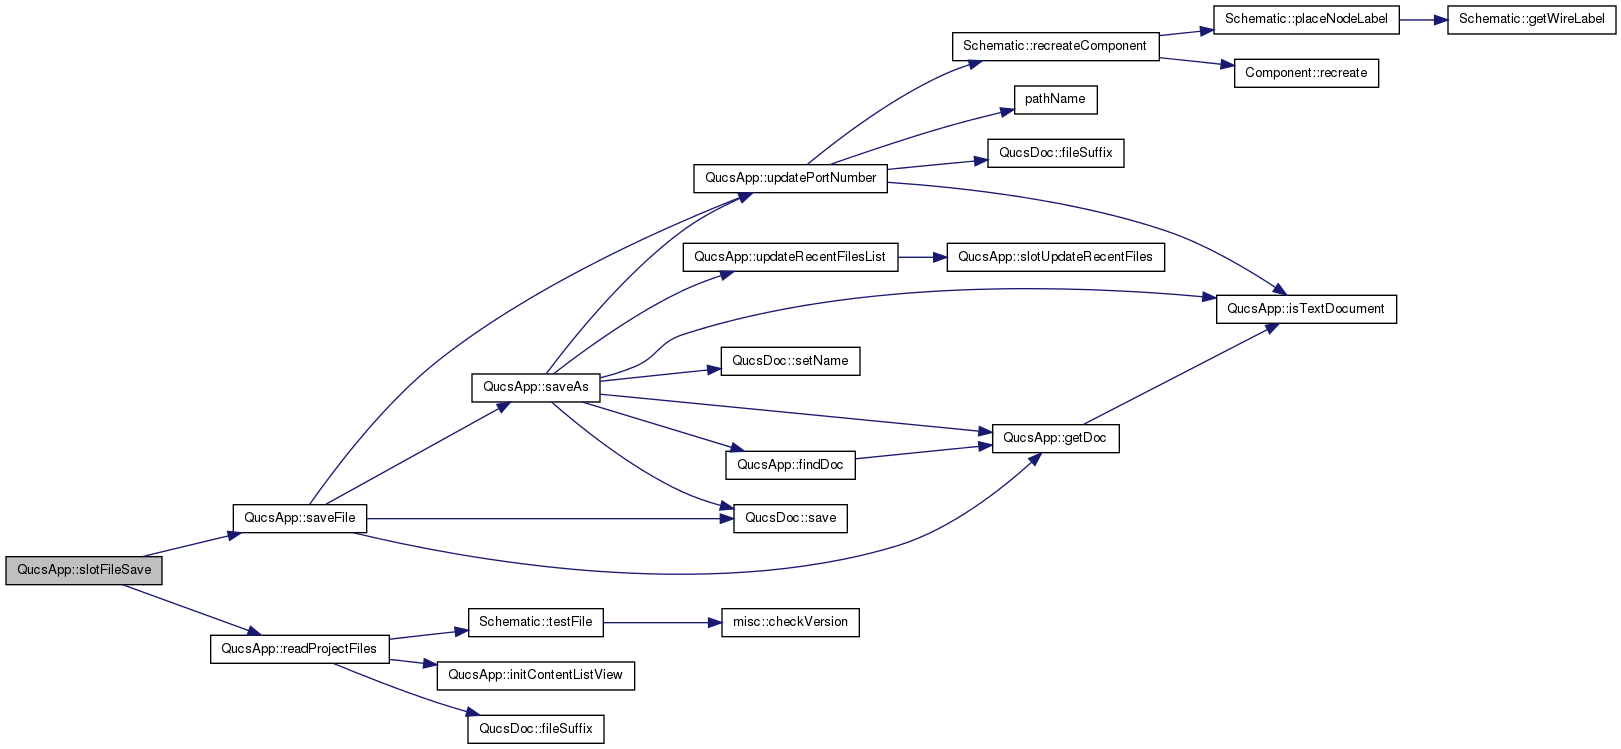 Schematic::placeNodeLabel
Schematic::getWireLabel
Schematic::recreateComponent
Component::recreate
pathName
QucsDoc::fileSuffix
QucsApp::updatePortNumber
QucsApp::updateRecentFilesList
QucsApp::slotUpdateRecentFiles
QucsApp::isTextDocument
QucsDoc::setName
QucsApp::saveAs
QucsApp::getDoc
QucsApp::findDoc
QucsApp::saveFile
QucsDoc::save
QucsApp::slotFileSave
Schematic::testFile
misc::checkVersion
QucsApp::readProjectFiles
QucsApp::initContentListView
QucsDoc::fileSuffix